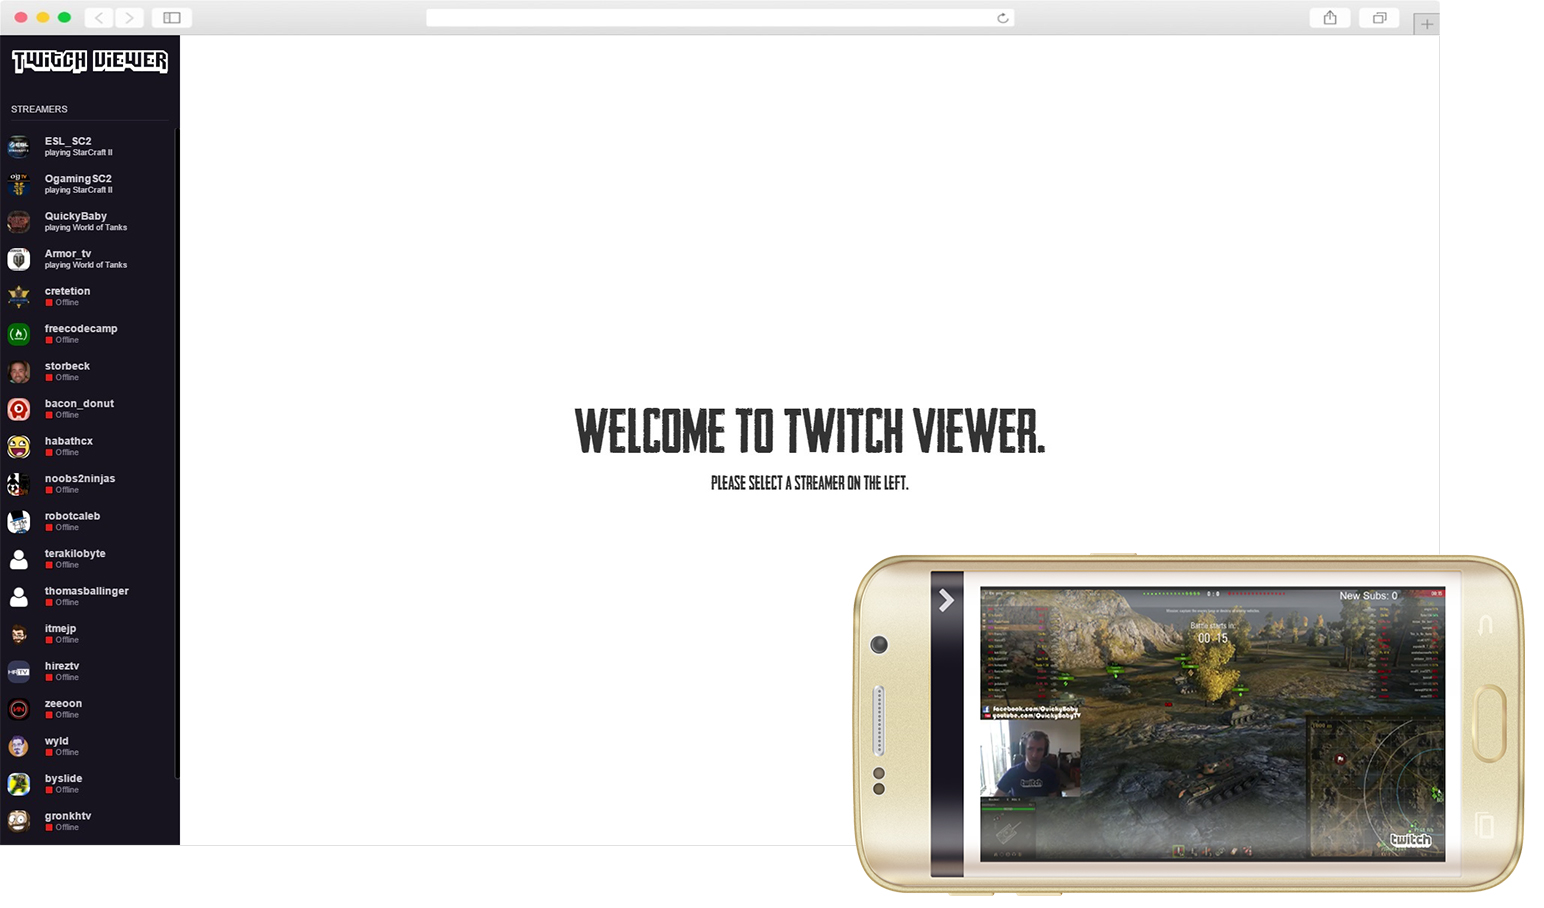 TWITCH VIEWER
STREAMERS
ESL_SC2
playing StarCraft II
OgamingSC2
playing StarCraft II
QuickyBaby
playing World of Tanks
Armor_tv
playing World of Tanks
cretetion
Offline
freecodecamp
Offline
storbeck
Offline
bacon_donut
Offline
habathcx
Offline
noobs2ninjas
Offline
robotcaleb
Offline
terakilobyte
Offline
thomasballinger
Offline
itmejp
Offline
hireztv
Offline
zeeoon
Offline
wyld
Offline
byslide
Offline
gronkhtv
Offline
WELCOME TO TWITCH VIEWER.
PLEASE SELECT A STREAMER ON THE LEFT.
New Subs: 0
Battle starts in:
00:15
facebook.com/QuickyBaby
youtube.com/QuickyBabyTV
twitch
twitch